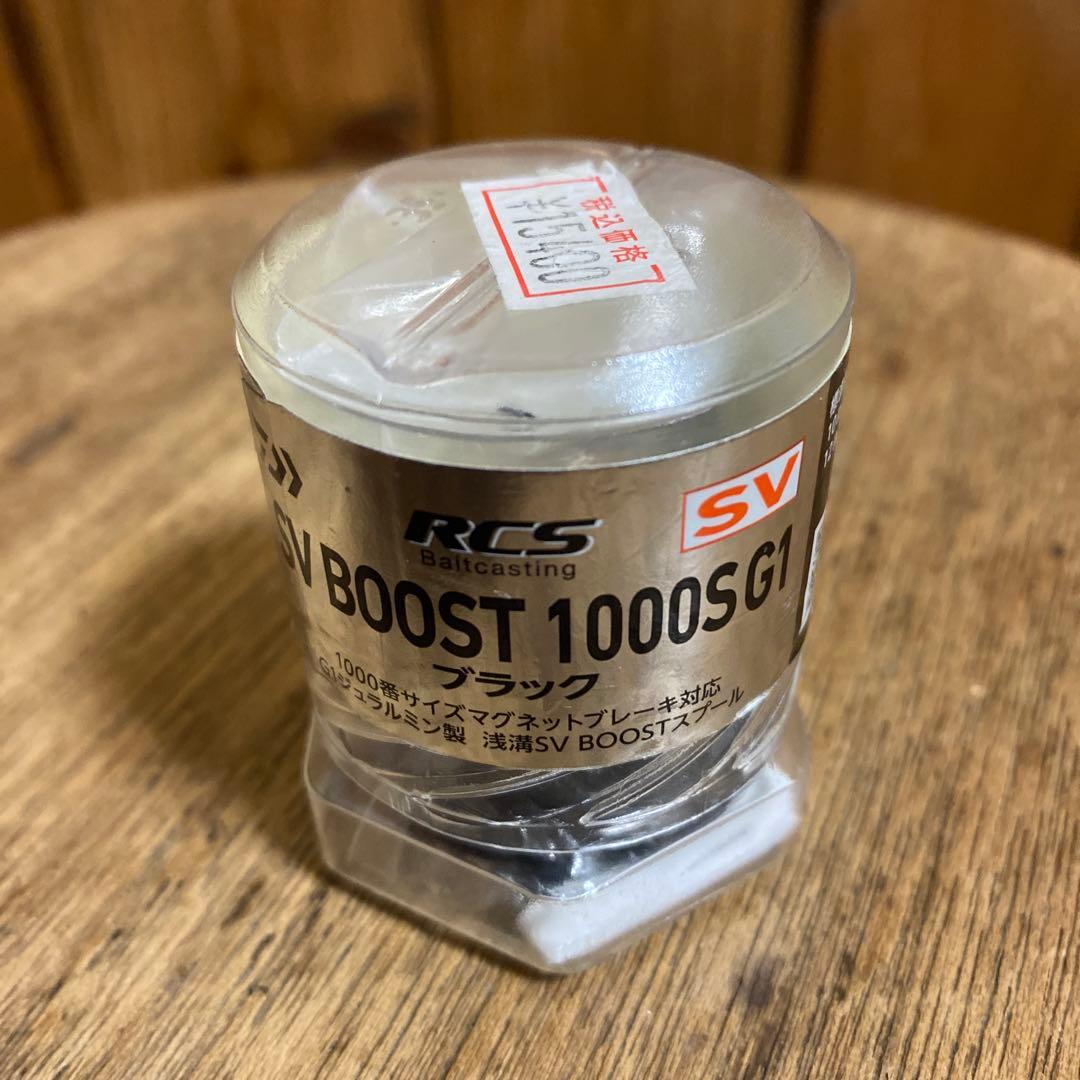 税込価格
¥15400
SV
RCS
Baitcasting
SV BOOST 1000S G1
ブラック
1000番サイズマグネットブレーキ対応
G1ジュラルミン製 浅溝SV BOOSTスプール